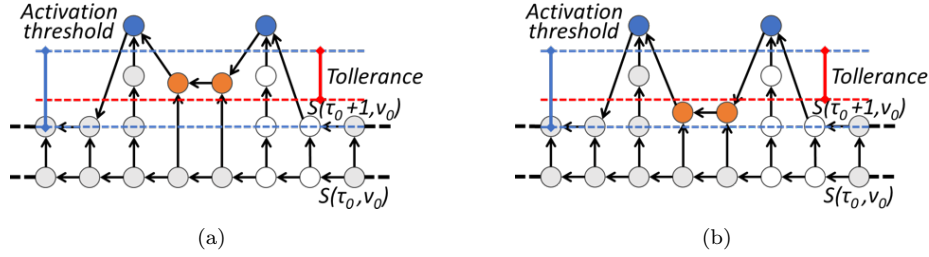 Activation
threshold
Tollerance
S(τ₀+1,v₀)
S(τ₀,v₀)
(a)
Activation
threshold
Tollerance
S(τ₀+1,v₀)
S(τ₀,v₀)
(b)